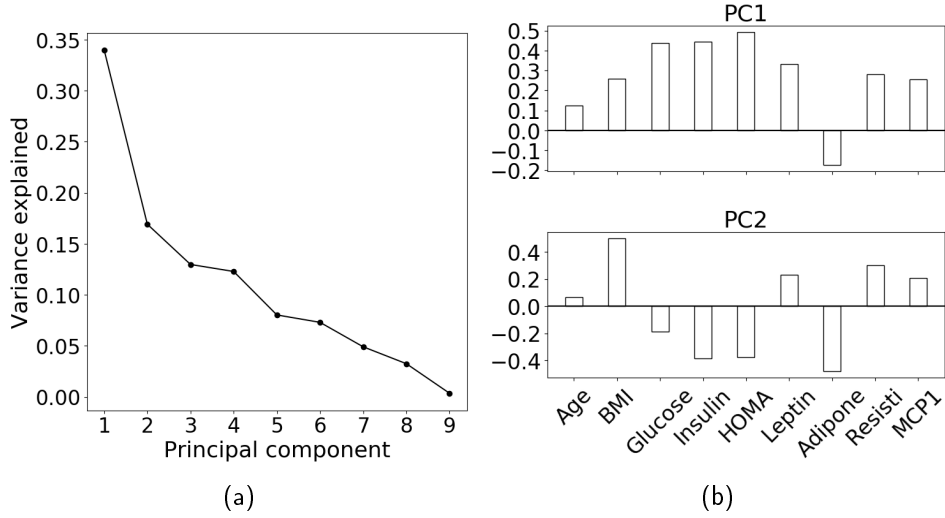 0.35
0.30
0.25
0.20
0.15
0.10
0.05
0.00
Variance explained
1 2 3 4 5 6 7 8 9
Principal component
(a)
PC1
0.5
0.4
0.3
0.2
0.1
0.0
−0.1
−0.2
PC2
0.4
0.2
0.0
−0.2
−0.4
Age BMI Glucose Insulin HOMA Leptin Adipone Resisti MCP1
(b)